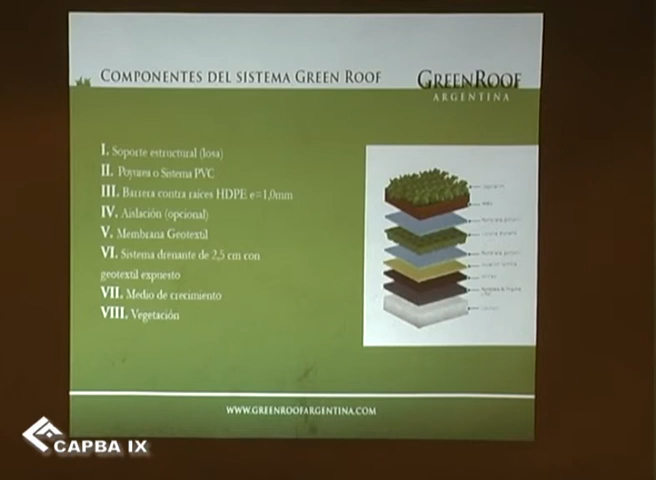 COMPONENTES DEL SISTEMA GREEN ROOF
GREENROOF
ARGENTINA
I. Soporte estructural (losa)
II. Poyurea o Sistema PVC
III. Barrera contra raíces HDPE e=1,0mm
IV. Aislación (opcional)
V. Membrana Geotextil
VI. Sistema drenante de 2,5 cm con
geotextil expuesto
VII. Medio de crecimiento
VIII. Vegetación
WWW.GREENROOFARGENTINA.COM
CAPBA IX